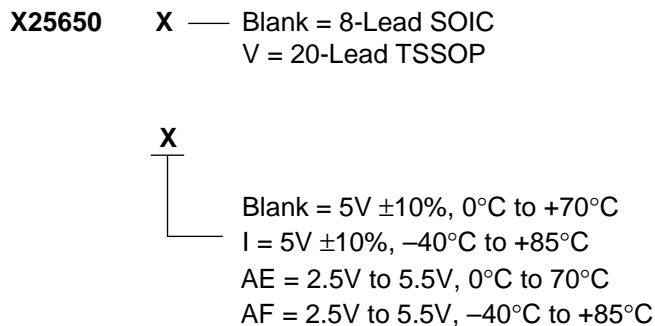 X25650 X Blank = 8-Lead SOIC
V = 20-Lead TSSOP
X
Blank = 5V ±10%, 0°C to +70°C
I = 5V ±10%, –40°C to +85°C
AE = 2.5V to 5.5V, 0°C to 70°C
AF = 2.5V to 5.5V, –40°C to +85°C